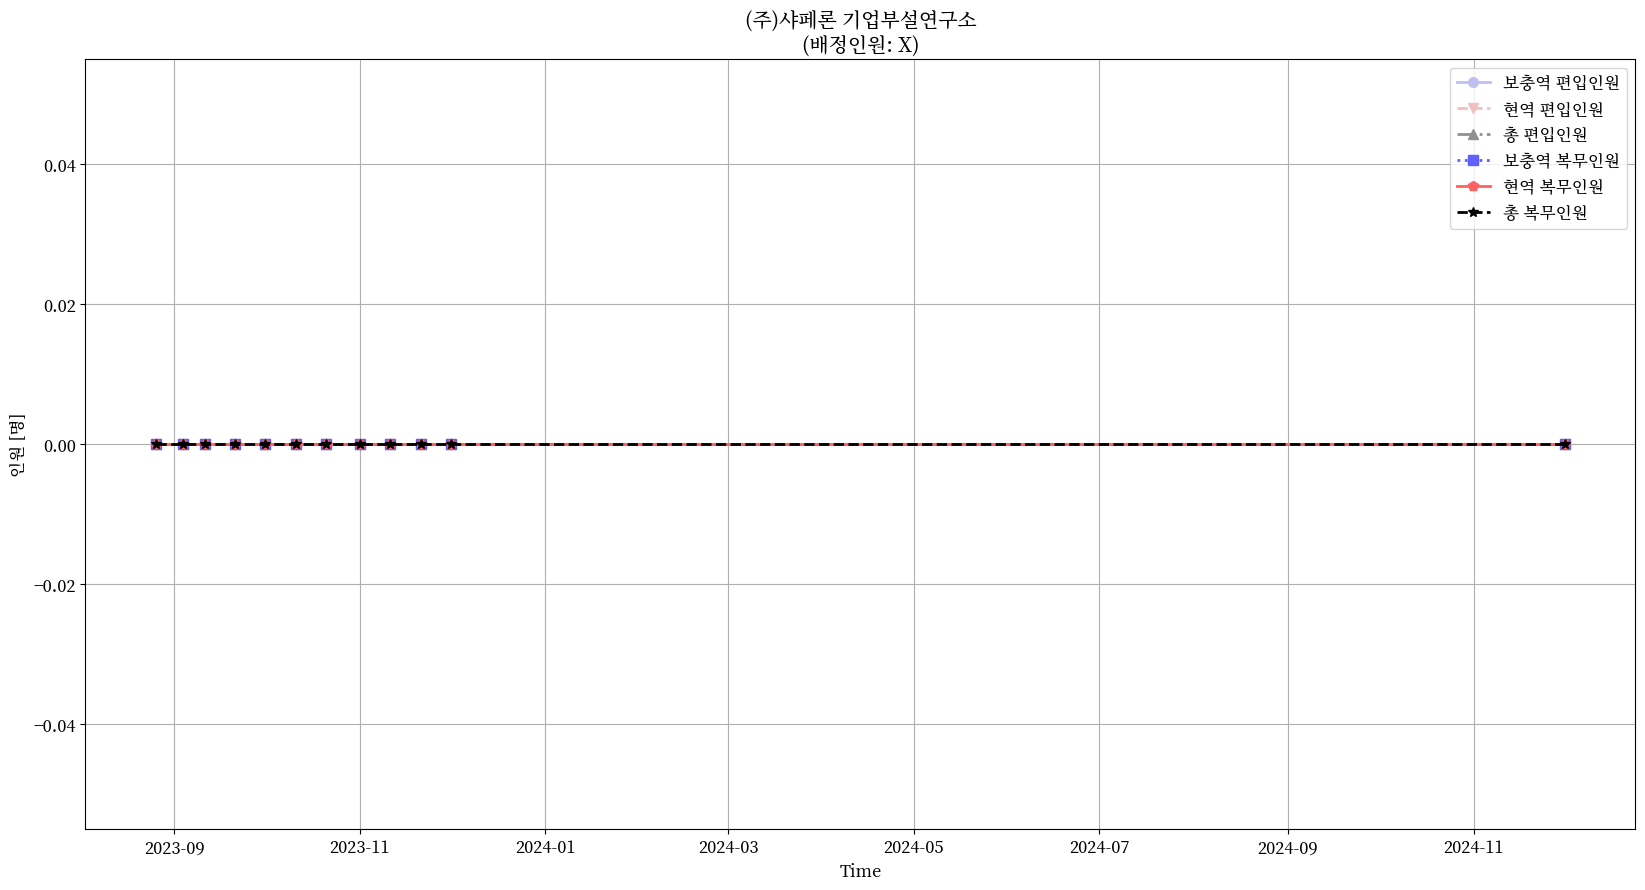 (주)샤페론 기업부설연구소
(배정인원: X)
보충역 편입인원
현역 편입인원
총 편입인원
보충역 복무인원
현역 복무인원
총 복무인원
인원 [명]
0.04
0.02
0.00
−0.02
−0.04
2023-09
2023-11
2024-01
2024-03
2024-05
2024-07
2024-09
2024-11
Time